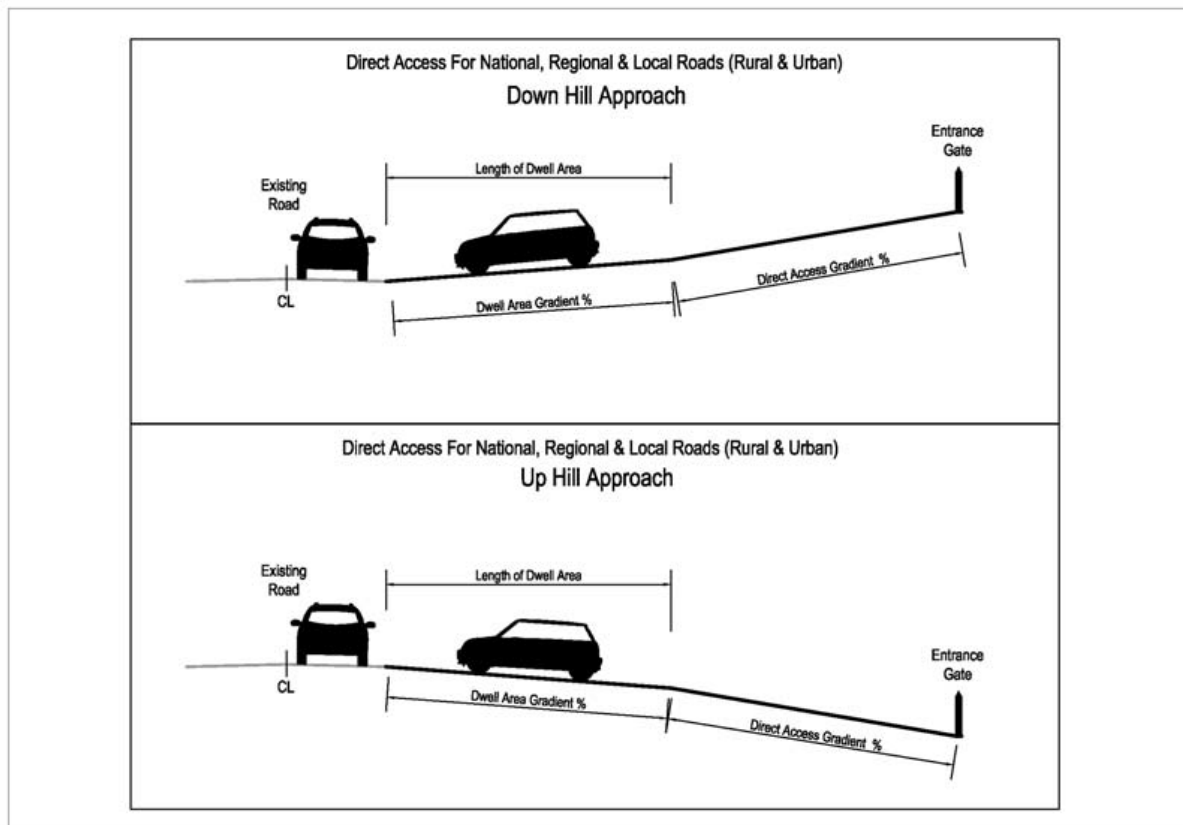 Direct Access For National, Regional & Local Roads (Rural & Urban)
Down Hill Approach
Entrance
Gate
Length of Dwell Area
Existing
Road
CL
Dwell Area Gradient %
Direct Access Gradient %
Direct Access For National, Regional & Local Roads (Rural & Urban)
Up Hill Approach
Existing
Road
Length of Dwell Area
Entrance
Gate
CL
Dwell Area Gradient %
Direct Access Gradient %